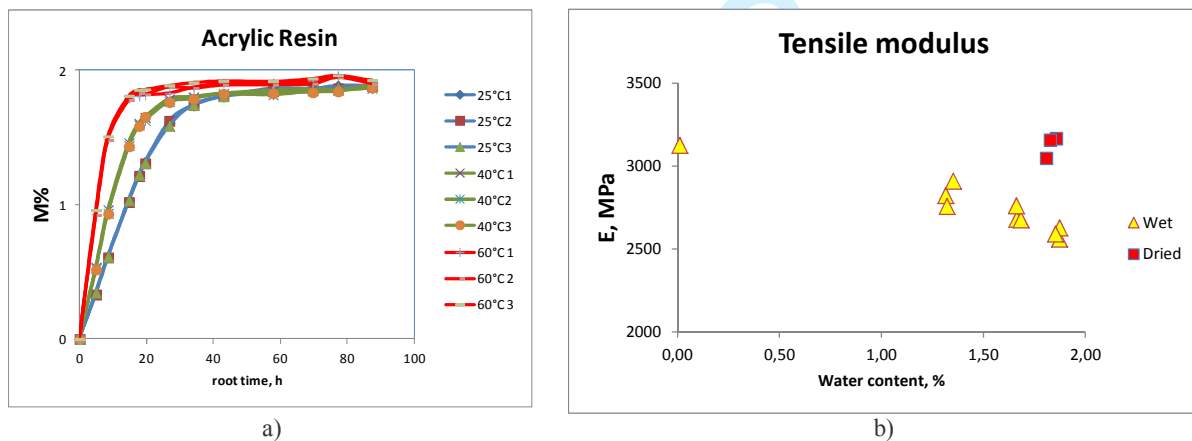 Acrylic Resin
M%
2
1
0
0 20 40 60 80 100
root time, h
25°C1
25°C2
25°C3
40°C1
40°C2
40°C3
60°C1
60°C2
60°C3
a)
Tensile modulus
E, MPa
3500
3000
2500
2000
0,00 0,50 1,00 1,50 2,00
Water content, %
Wet
Dried
b)